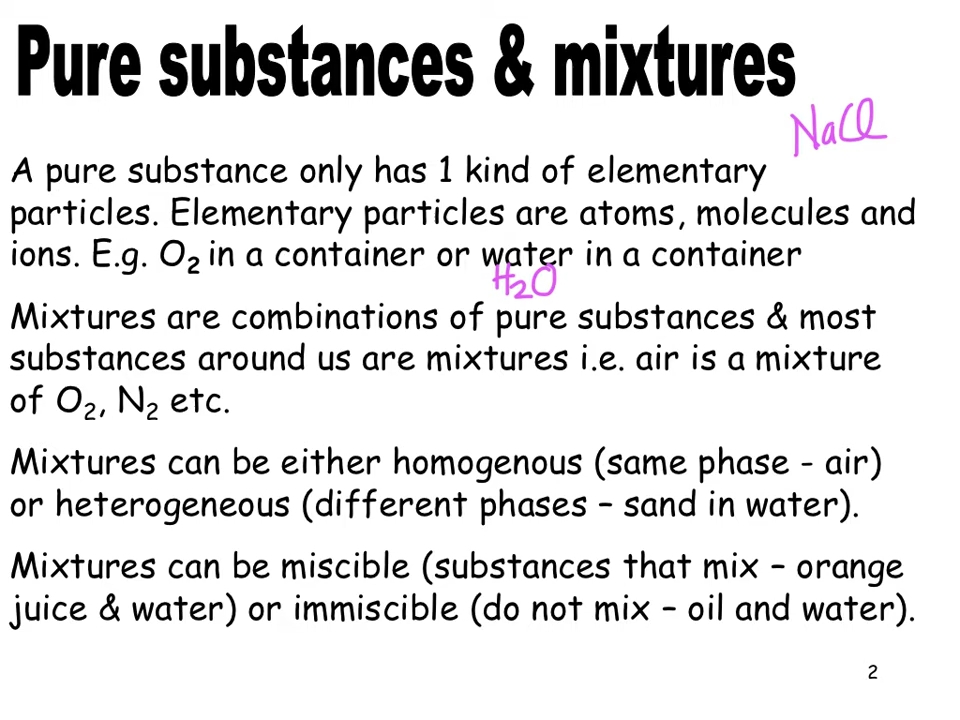 Pure substances & mixtures
NaCl
A pure substance only has 1 kind of elementary
particles. Elementary particles are atoms, molecules and
ions. E.g. O₂ in a container or water in a container
H₂O
Mixtures are combinations of pure substances & most
substances around us are mixtures i.e. air is a mixture
of O₂, N₂ etc.
Mixtures can be either homogenous (same phase - air)
or heterogeneous (different phases – sand in water).
Mixtures can be miscible (substances that mix – orange
juice & water) or immiscible (do not mix – oil and water).
2